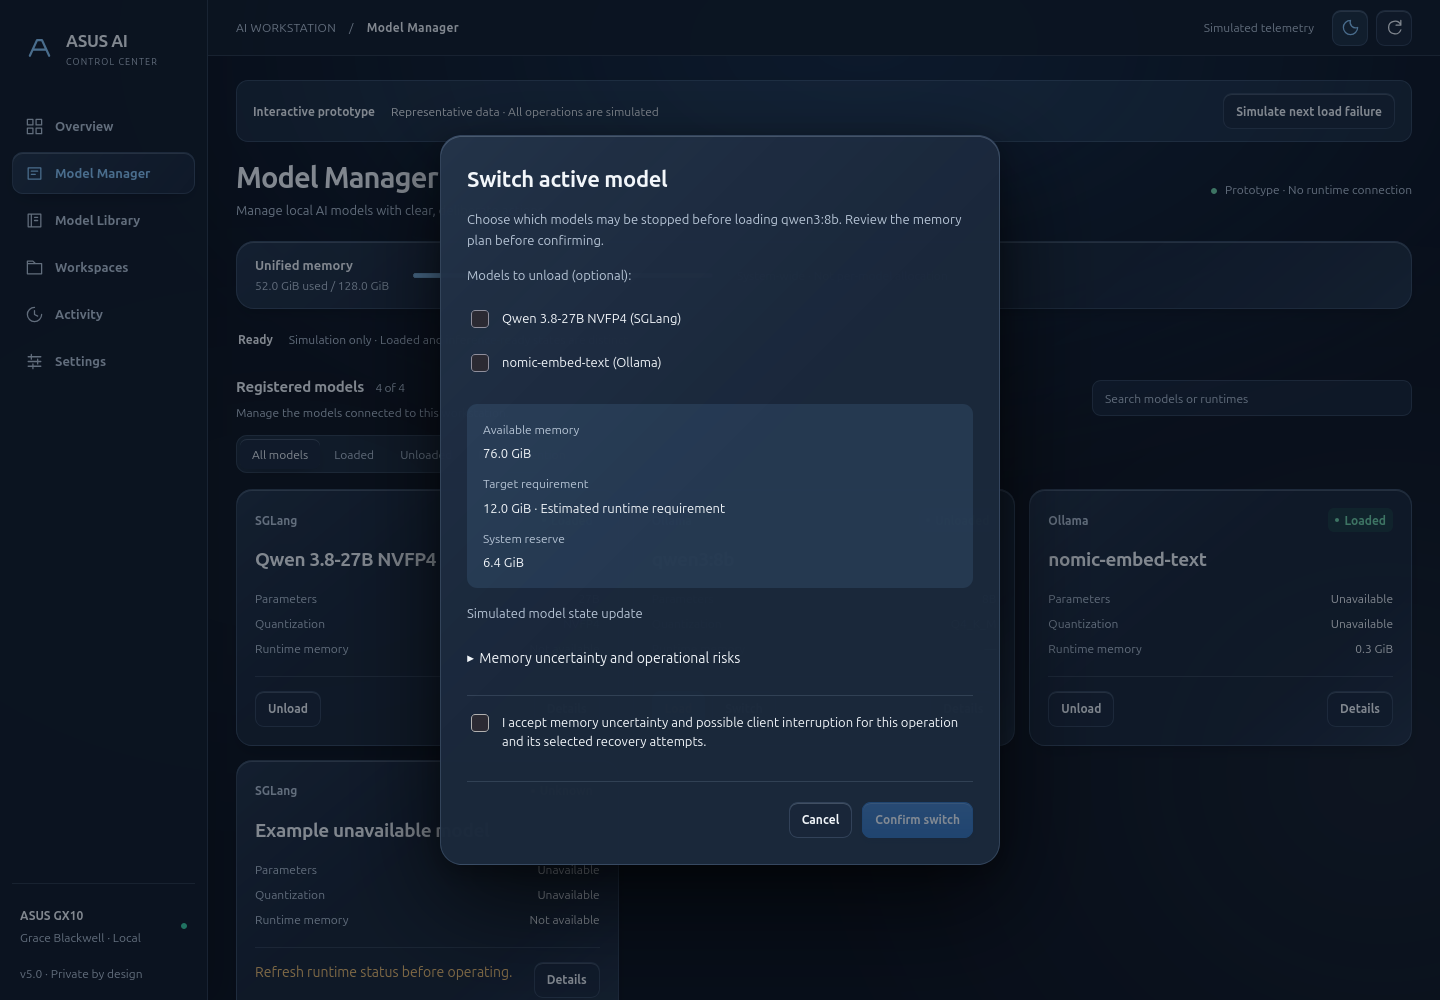 ASUS AI
CONTROL CENTER
Overview
Model Manager
Model Library
Workspaces
Activity
Settings
ASUS GX10
Grace Blackwell · Local
v5.0 · Private by design
AI WORKSTATION / Model Manager
Simulated telemetry
Interactive prototype Representative data · All operations are simulated
Simulate next load failure
Model Manager
Manage local AI models with clear,
Prototype · No runtime connection
Unified memory
52.0 GiB used / 128.0 GiB
Ready Simulation only · Loaded and
Registered models 4 of 4
Manage the models connected to this
Search models or runtimes
All models Loaded
SGLang
Qwen 3.8-27B NVFP4
Parameters
Quantization
Runtime memory
Unload
Switch active model
Choose which models may be stopped before loading qwen3:8b. Review the memory
plan before confirming.
Models to unload (optional):
Qwen 3.8-27B NVFP4 (SGLang)
nomic-embed-text (Ollama)
Available memory
76.0 GiB
Target requirement
12.0 GiB · Estimated runtime requirement
System reserve
6.4 GiB
Simulated model state update
▸ Memory uncertainty and operational risks
I accept memory uncertainty and possible client interruption for this operation
and its selected recovery attempts.
Cancel Confirm switch
Ollama • Loaded
nomic-embed-text
Parameters Unavailable
Quantization Unavailable
Runtime memory 0.3 GiB
Unload Details
SGLang
Example unavailable
Parameters Unavailable
Quantization Unavailable
Runtime memory Not available
Refresh runtime status before operating. Details